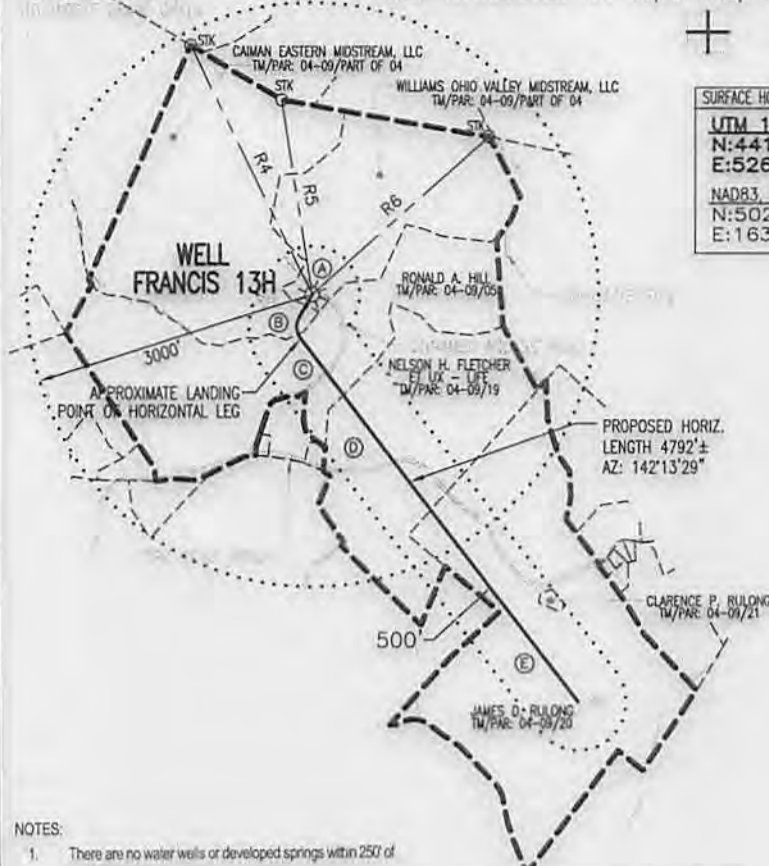 STK
CAIMAN EASTERN MIDSTREAM, LLC
TM/PAR: 04-09/PART OF 04
STK
WILLIAMS OHIO VALLEY MIDSTREAM, LLC
TM/PAR: 04-09/PART OF 04
STK
SURFACE HO
UTM 1
N:441
E:526
NAD83,
N:502
E:163
R4
R5
R6
WELL
FRANCIS 13H
A
RONALD A. HILL
TM/PAR: 04-09/05
B
3000'
NELSON H. FLETCHER
ET UX - LIFE
TM/PAR: 04-09/19
C
APPROXIMATE LANDING
POINT OF HORIZONTAL LEG
D
PROPOSED HORIZ.
LENGTH 4792'±
AZ: 142°13'29"
CLARENCE P. RULONG
TM/PAR: 04-09/21
500'
E
JAMES D. RULONG
TM/PAR: 04-09/20
NOTES:
1. There are no water wells or developed springs within 250' of